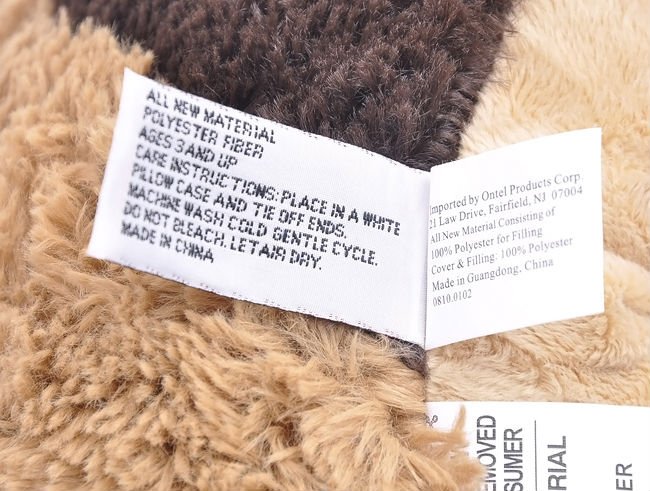 ALL NEW MATERIAL
POLYESTER FIBER
AGES 3 AND UP
CARE INSTRUCTIONS: PLACE IN A WHITE
PILLOW CASE AND TIE OFF ENDS.
MACHINE WASH COLD GENTLE CYCLE.
DO NOT BLEACH. LET AIR DRY.
MADE IN CHINA
Imported by Ontel Products Corp.
21 Law Drive, Fairfield, NJ 07004
All New Material Consisting of
100% Polyester for Filling
Cover & Filling: 100% Polyester
Made in Guangdong, China
0810.0102
EMOVED
SUMER
RIAL
ER